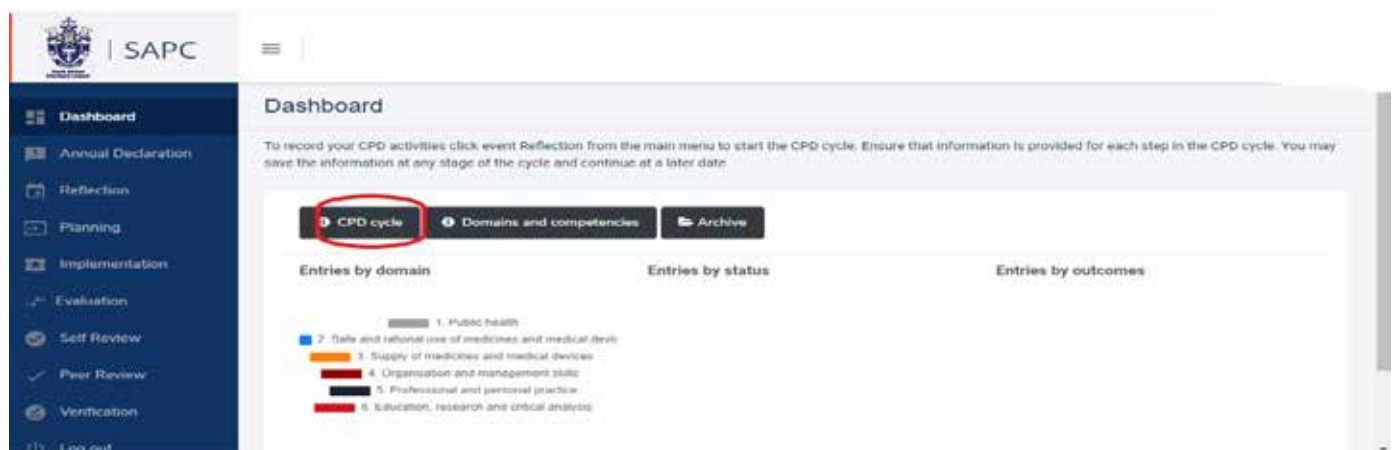 | SAPC
Dashboard
Annual Declaration
Reflection
Planning
Implementation
Evaluation
Self Review
Peer Review
Verification
Log out
Dashboard
To record your CPD activities click event Reflection from the main menu to start the CPD cycle. Ensure that information is provided for each step in the CPD cycle. You may
save the information at any stage of the cycle and continue at a later date
CPD cycle
Domains and competencies
Archive
Entries by domain
Entries by status
Entries by outcomes
1. Public health
2. Safe and rational use of medicines and medical devic
3. Supply of medicines and medical devices
4. Organisation and management skills
5. Professional and personal practice
6. Education, research and critical analysis